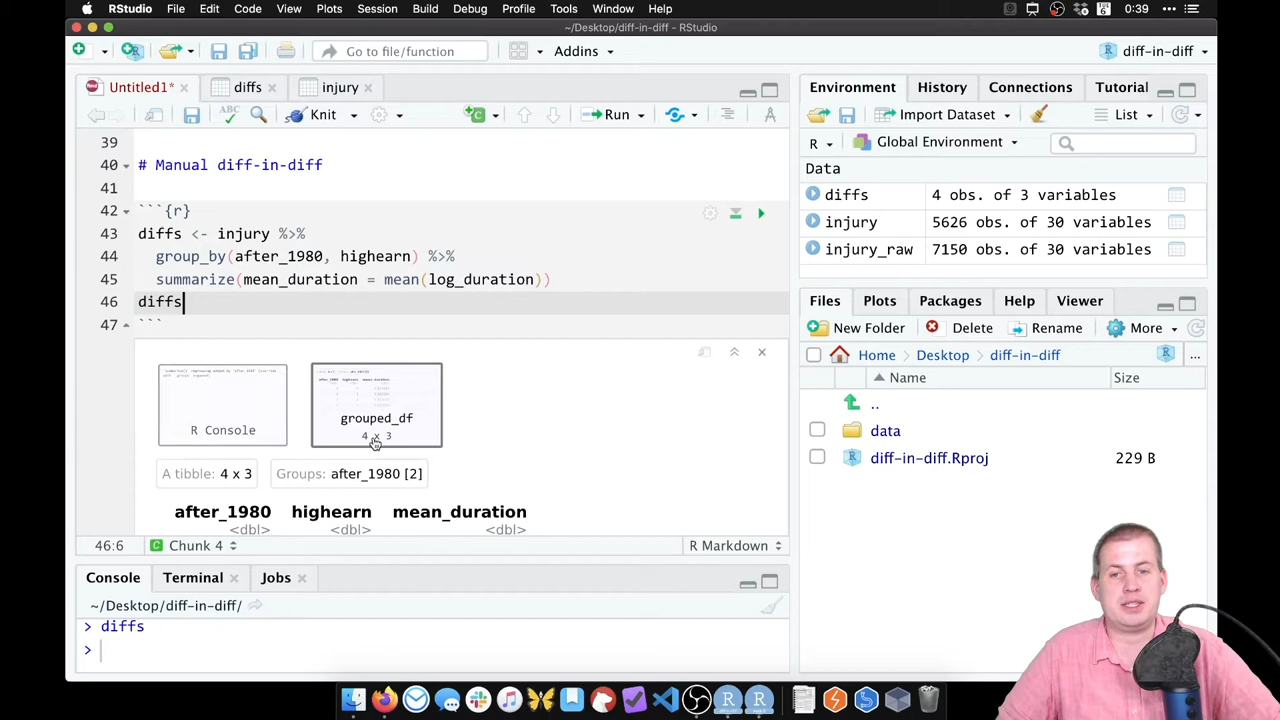 RStudio File Edit Code View Plots Session Build Debug Profile Tools Window Help 0:39
~/Desktop/diff-in-diff - RStudio
Go to file/function Addins diff-in-diff
Untitled1* diffs injury
Knit Run
39
40 # Manual diff-in-diff
41
42 ```{r}
43 diffs <- injury %>%
44 group_by(after_1980, highearn) %>%
45 summarize(mean_duration = mean(log_duration))
46 diffs
47 ```
R Console
grouped_df
4 x 3
A tibble: 4 x 3 Groups: after_1980 [2]
after_1980 highearn mean_duration
<dbl> <dbl> <dbl>
46:6 Chunk 4 R Markdown
Console Terminal Jobs
~/Desktop/diff-in-diff/
> diffs
>
Environment History Connections Tutorial
Import Dataset List
R Global Environment
Data
diffs 4 obs. of 3 variables
injury 5626 obs. of 30 variables
injury_raw 7150 obs. of 30 variables
Files Plots Packages Help Viewer
New Folder Delete Rename More
Home Desktop diff-in-diff ...
Name Size
..
data
diff-in-diff.Rproj 229 B